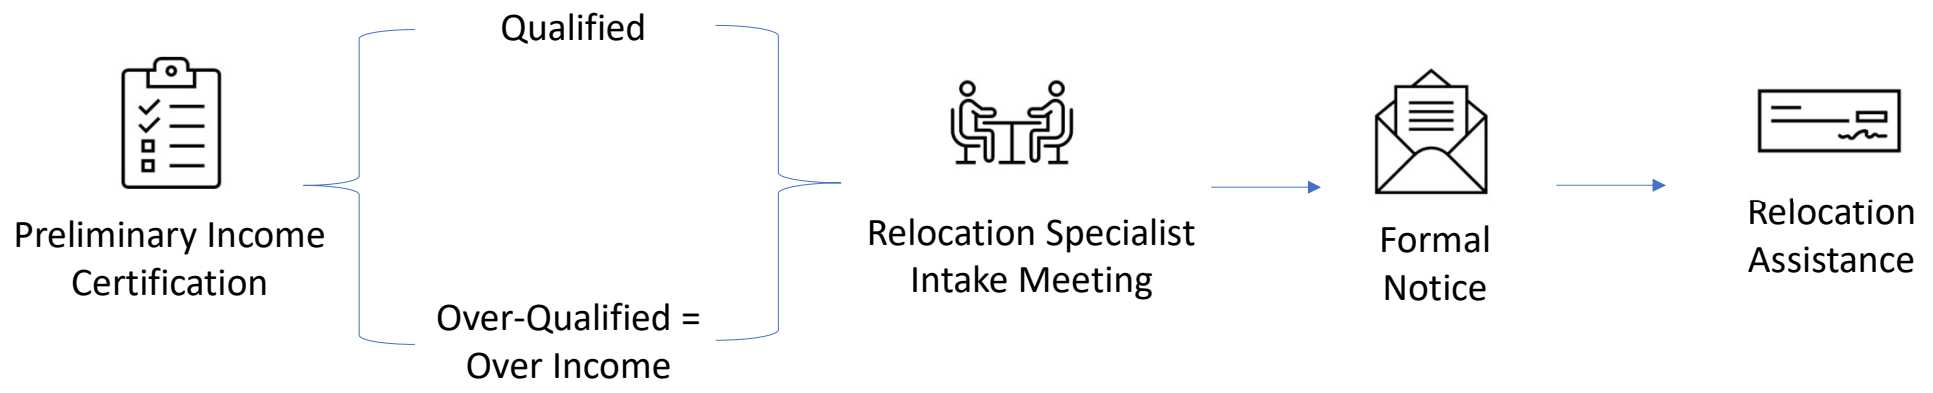 Preliminary Income
Certification
Qualified
Over-Qualified =
Over Income
Relocation Specialist
Intake Meeting
Formal
Notice
Relocation
Assistance